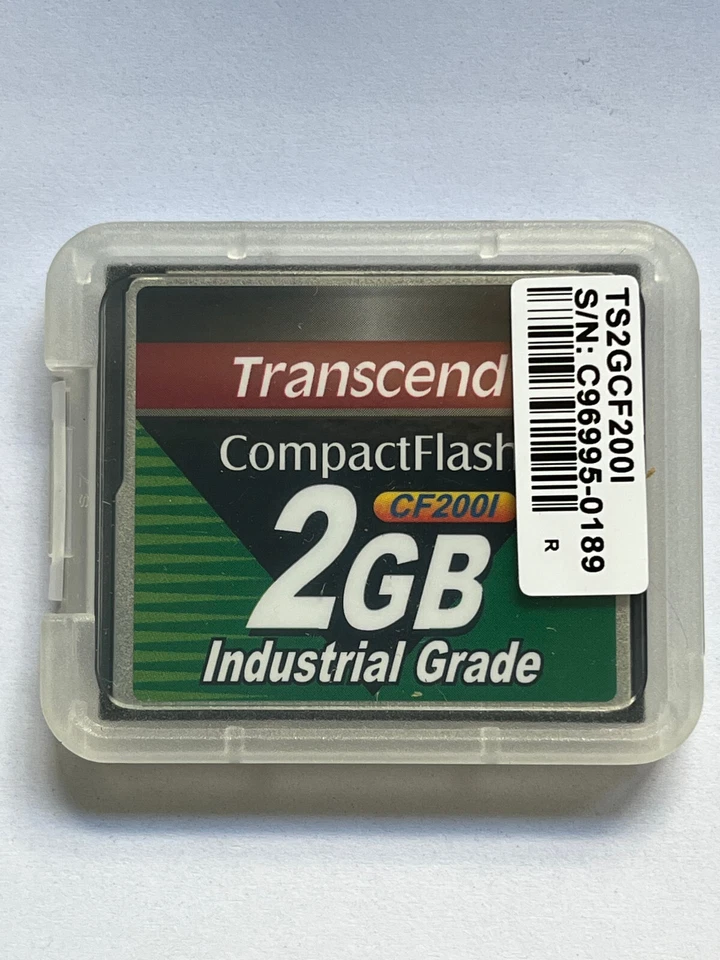 Transcend
CompactFlash
CF200I
2GB
Industrial Grade
TS2GCF200I
S/N: C96995-0189
R